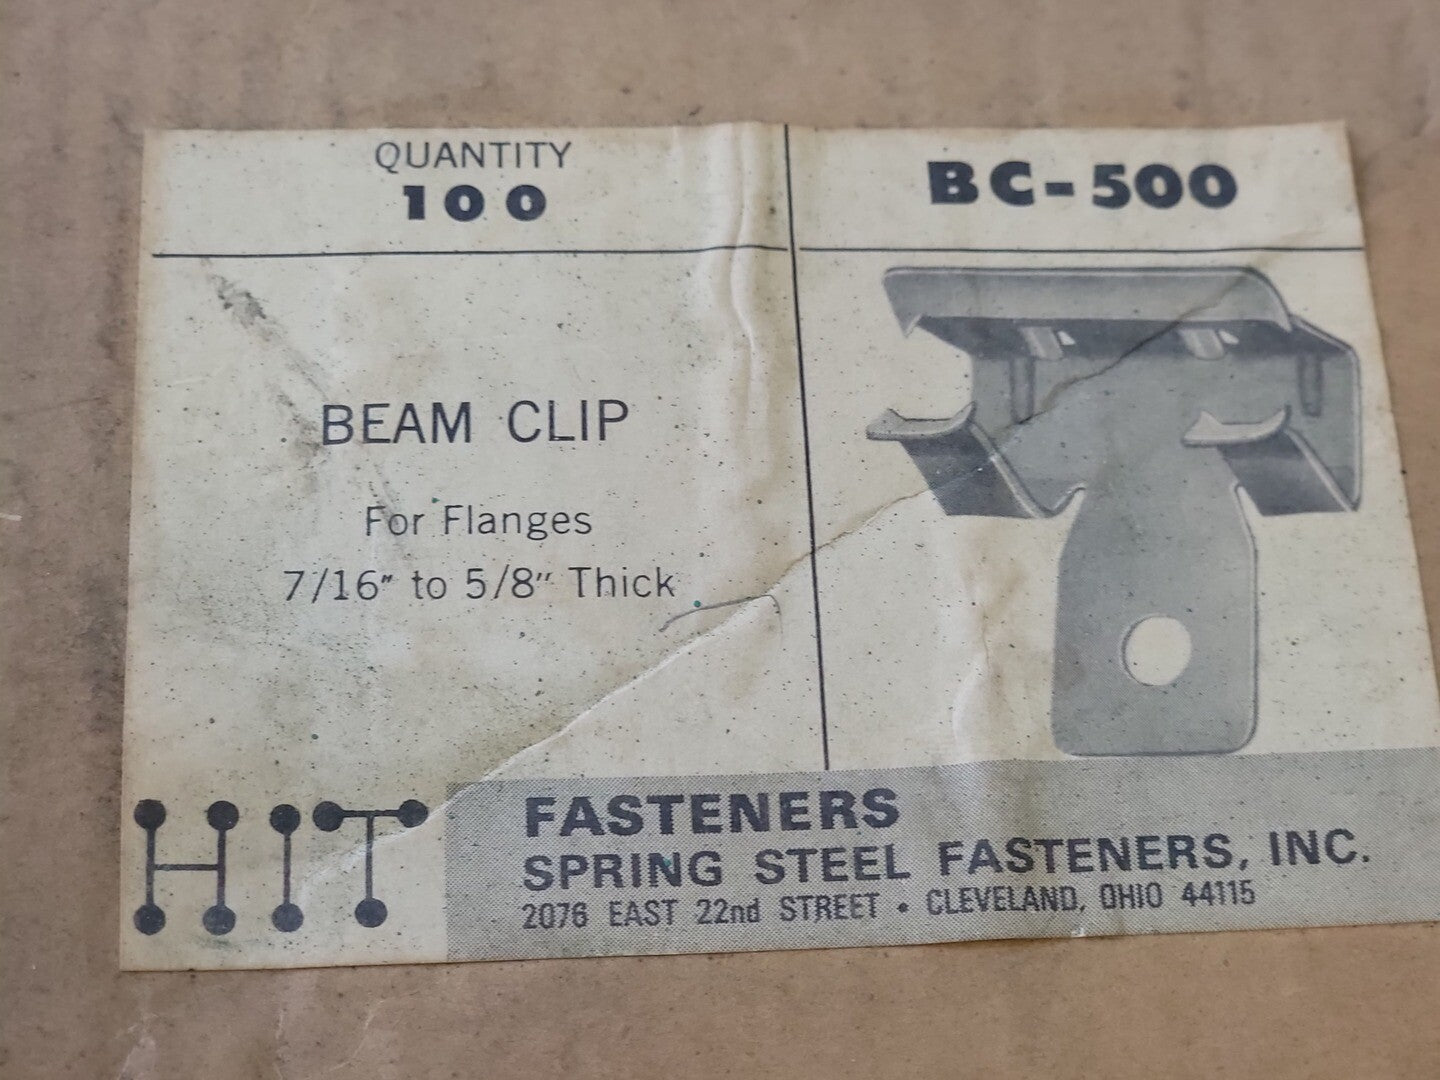 QUANTITY
100
BC-500
BEAM CLIP
For Flanges
7/16" to 5/8" Thick
HIT
FASTENERS
SPRING STEEL FASTENERS, INC.
2076 EAST 22nd STREET • CLEVELAND, OHIO 44115